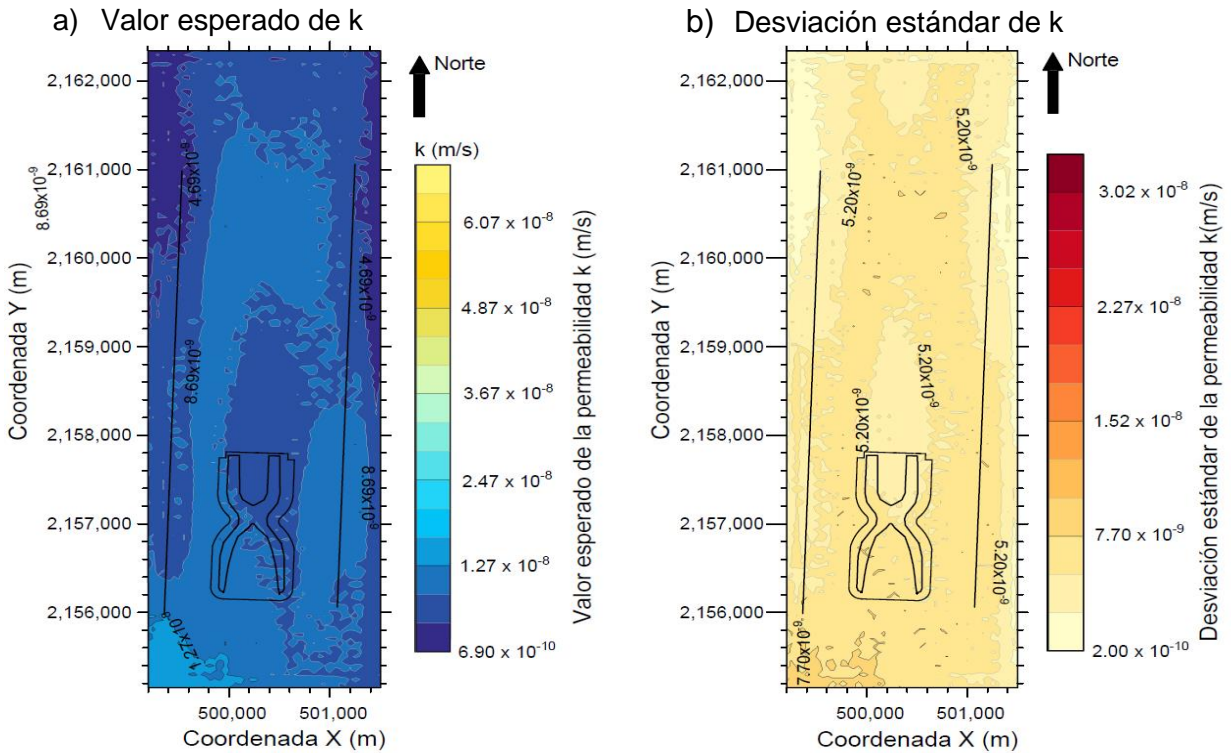 a) Valor esperado de k
Norte
2,162,000
2,161,000
2,160,000
2,159,000
2,158,000
2,157,000
2,156,000
Coordenada Y (m)
8.69x10⁻⁹
4.69x10⁻⁹
4.69x10⁻⁹
8.69x10⁻⁹
8.69x10⁻⁹
1.27x10⁻⁸
500,000
501,000
Coordenada X (m)
k (m/s)
6.07 x 10⁻⁸
4.87 x 10⁻⁸
3.67 x 10⁻⁸
2.47 x 10⁻⁸
1.27 x 10⁻⁸
6.90 x 10⁻¹⁰
Valor esperado de la permeabilidad k (m/s)
b) Desviación estándar de k
Norte
2,162,000
2,161,000
2,160,000
2,159,000
2,158,000
2,157,000
2,156,000
Coordenada Y (m)
5.20x10⁻⁹
5.20x10⁻⁹
5.20x10⁻⁹
5.20x10⁻⁹
5.20x10⁻⁹
7.70x10⁻⁹
500,000
501,000
Coordenada X (m)
3.02 x 10⁻⁸
2.27x 10⁻⁸
1.52 x 10⁻⁸
7.70 x 10⁻⁹
2.00 x 10⁻¹⁰
Desviación estándar de la permeabilidad k(m/s)